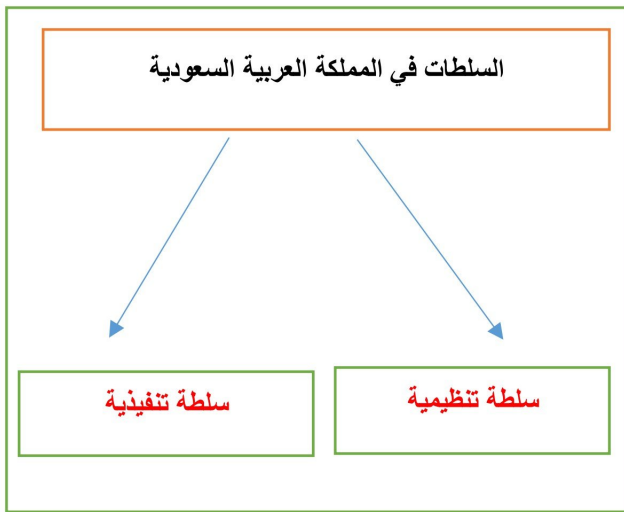 السلطات في المملكة العربية السعودية
سلطة تنظيمية
سلطة تنفيذية